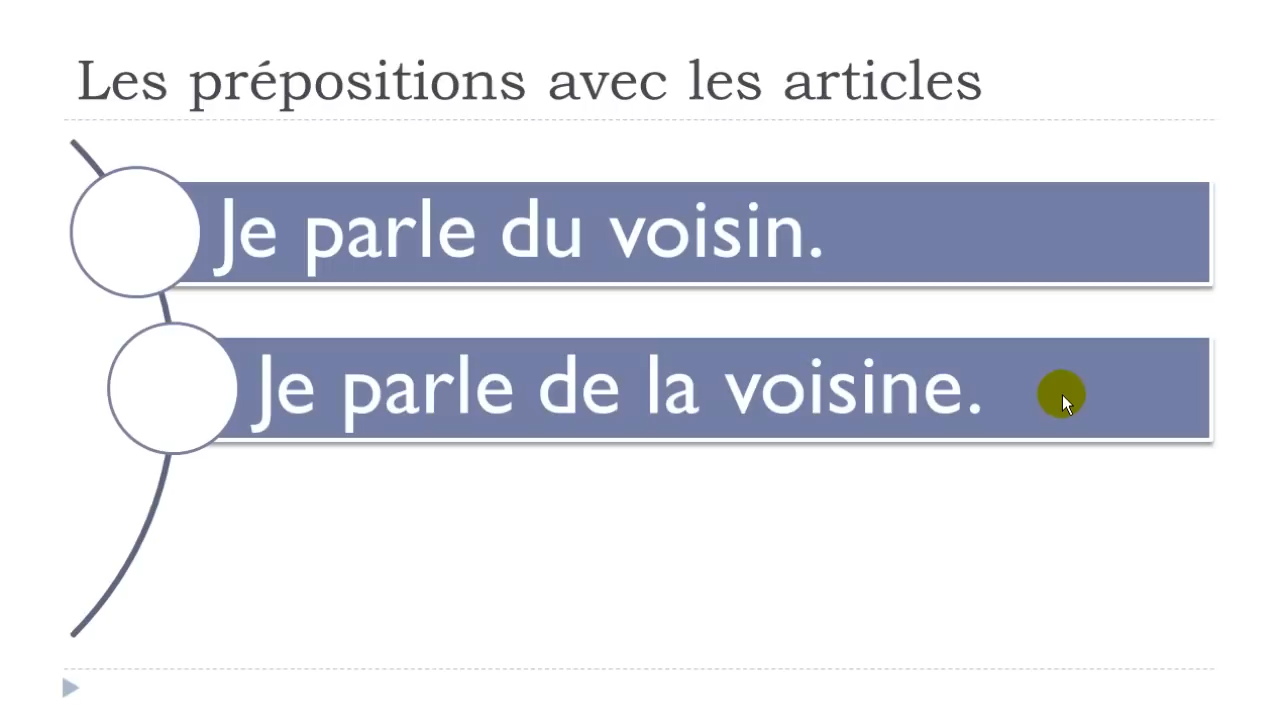 Les prépositions avec les articles
Je parle du voisin.
Je parle de la voisine.